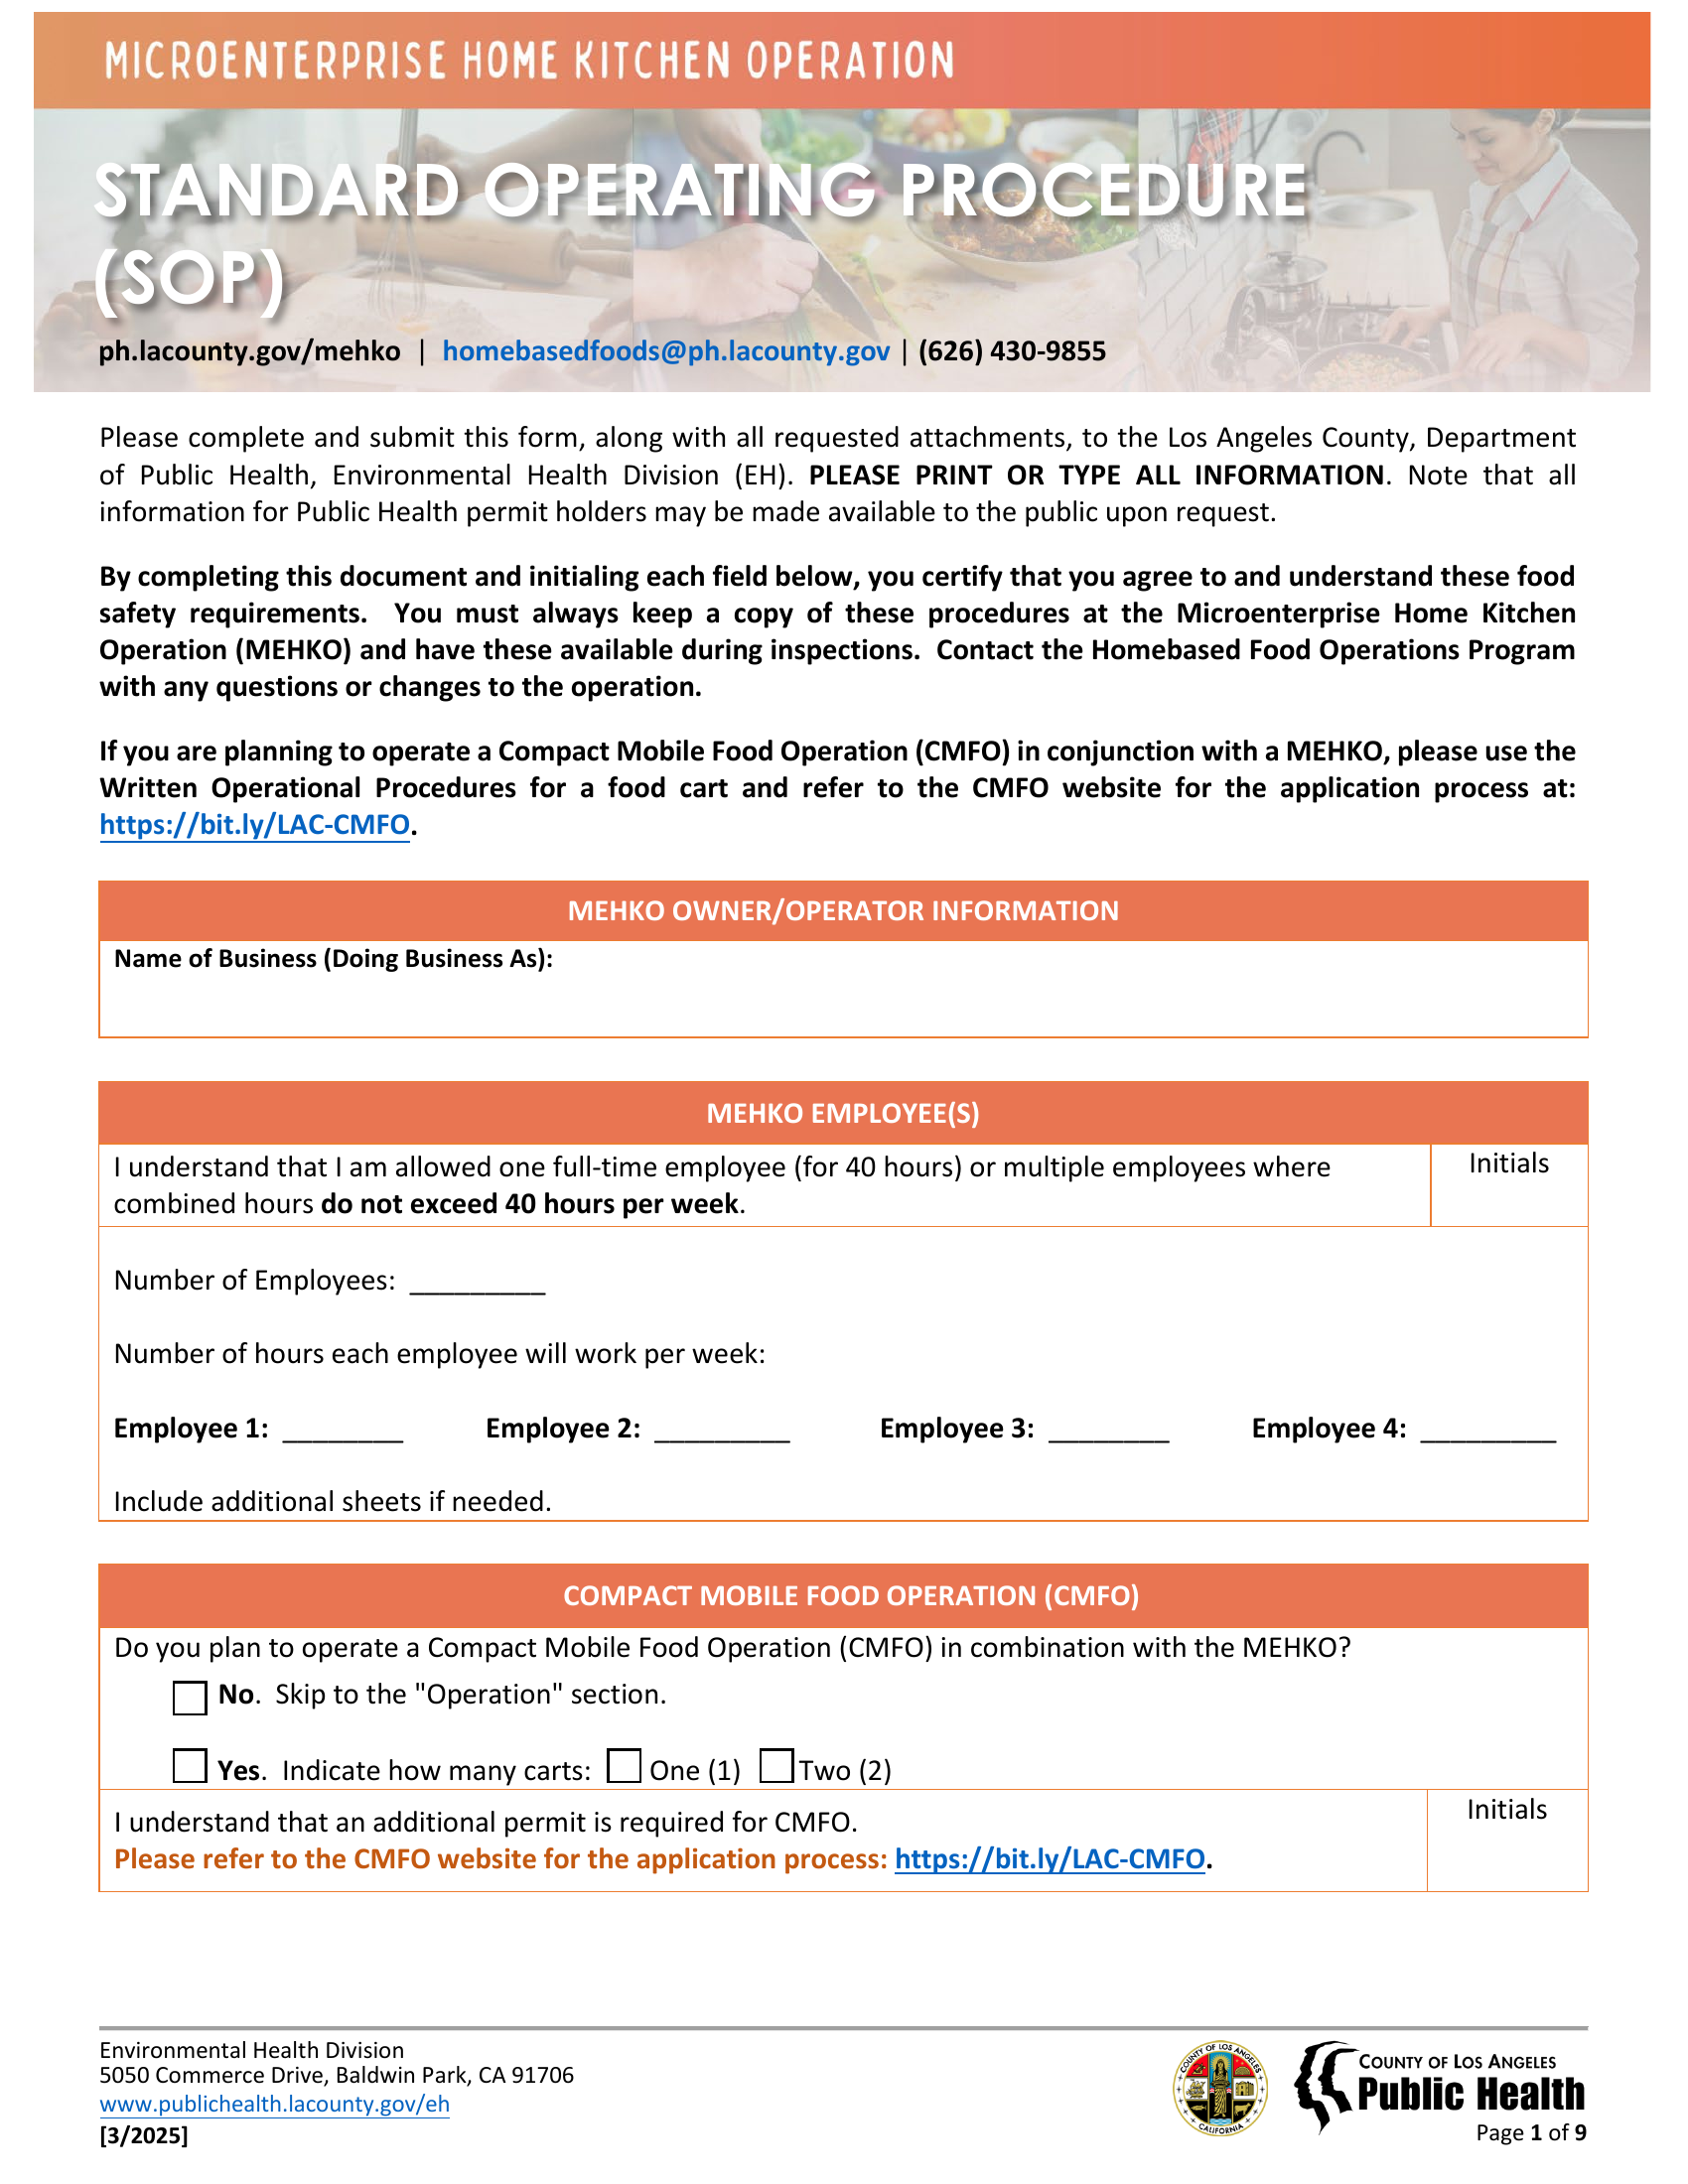 MICROENTERPRISE HOME KITCHEN OPERATION
STANDARD OPERATING PROCEDURE
(SOP)
ph.lacounty.gov/mehko | homebasedfoods@ph.lacounty.gov | (626) 430-9855
Please complete and submit this form, along with all requested attachments, to the Los Angeles County, Department
of Public Health, Environmental Health Division (EH). PLEASE PRINT OR TYPE ALL INFORMATION. Note that all
information for Public Health permit holders may be made available to the public upon request.
By completing this document and initialing each field below, you certify that you agree to and understand these food
safety requirements. You must always keep a copy of these procedures at the Microenterprise Home Kitchen
Operation (MEHKO) and have these available during inspections. Contact the Homebased Food Operations Program
with any questions or changes to the operation.
If you are planning to operate a Compact Mobile Food Operation (CMFO) in conjunction with a MEHKO, please use the
Written Operational Procedures for a food cart and refer to the CMFO website for the application process at:
https://bit.ly/LAC-CMFO.
MEHKO OWNER/OPERATOR INFORMATION
Name of Business (Doing Business As):
MEHKO EMPLOYEE(S)
I understand that I am allowed one full-time employee (for 40 hours) or multiple employees where
combined hours do not exceed 40 hours per week.
Initials
Number of Employees: _________
Number of hours each employee will work per week:
Employee 1: ________ Employee 2: _________ Employee 3: ________ Employee 4: _________
Include additional sheets if needed.
COMPACT MOBILE FOOD OPERATION (CMFO)
Do you plan to operate a Compact Mobile Food Operation (CMFO) in combination with the MEHKO?
No. Skip to the "Operation" section.
Yes. Indicate how many carts: One (1) Two (2)
I understand that an additional permit is required for CMFO.
Please refer to the CMFO website for the application process: https://bit.ly/LAC-CMFO.
Initials
Environmental Health Division
5050 Commerce Drive, Baldwin Park, CA 91706
www.publichealth.lacounty.gov/eh
[3/2025]
COUNTY OF LOS ANGELES
CALIFORNIA
COUNTY OF LOS ANGELES
Public Health
Page 1 of 9